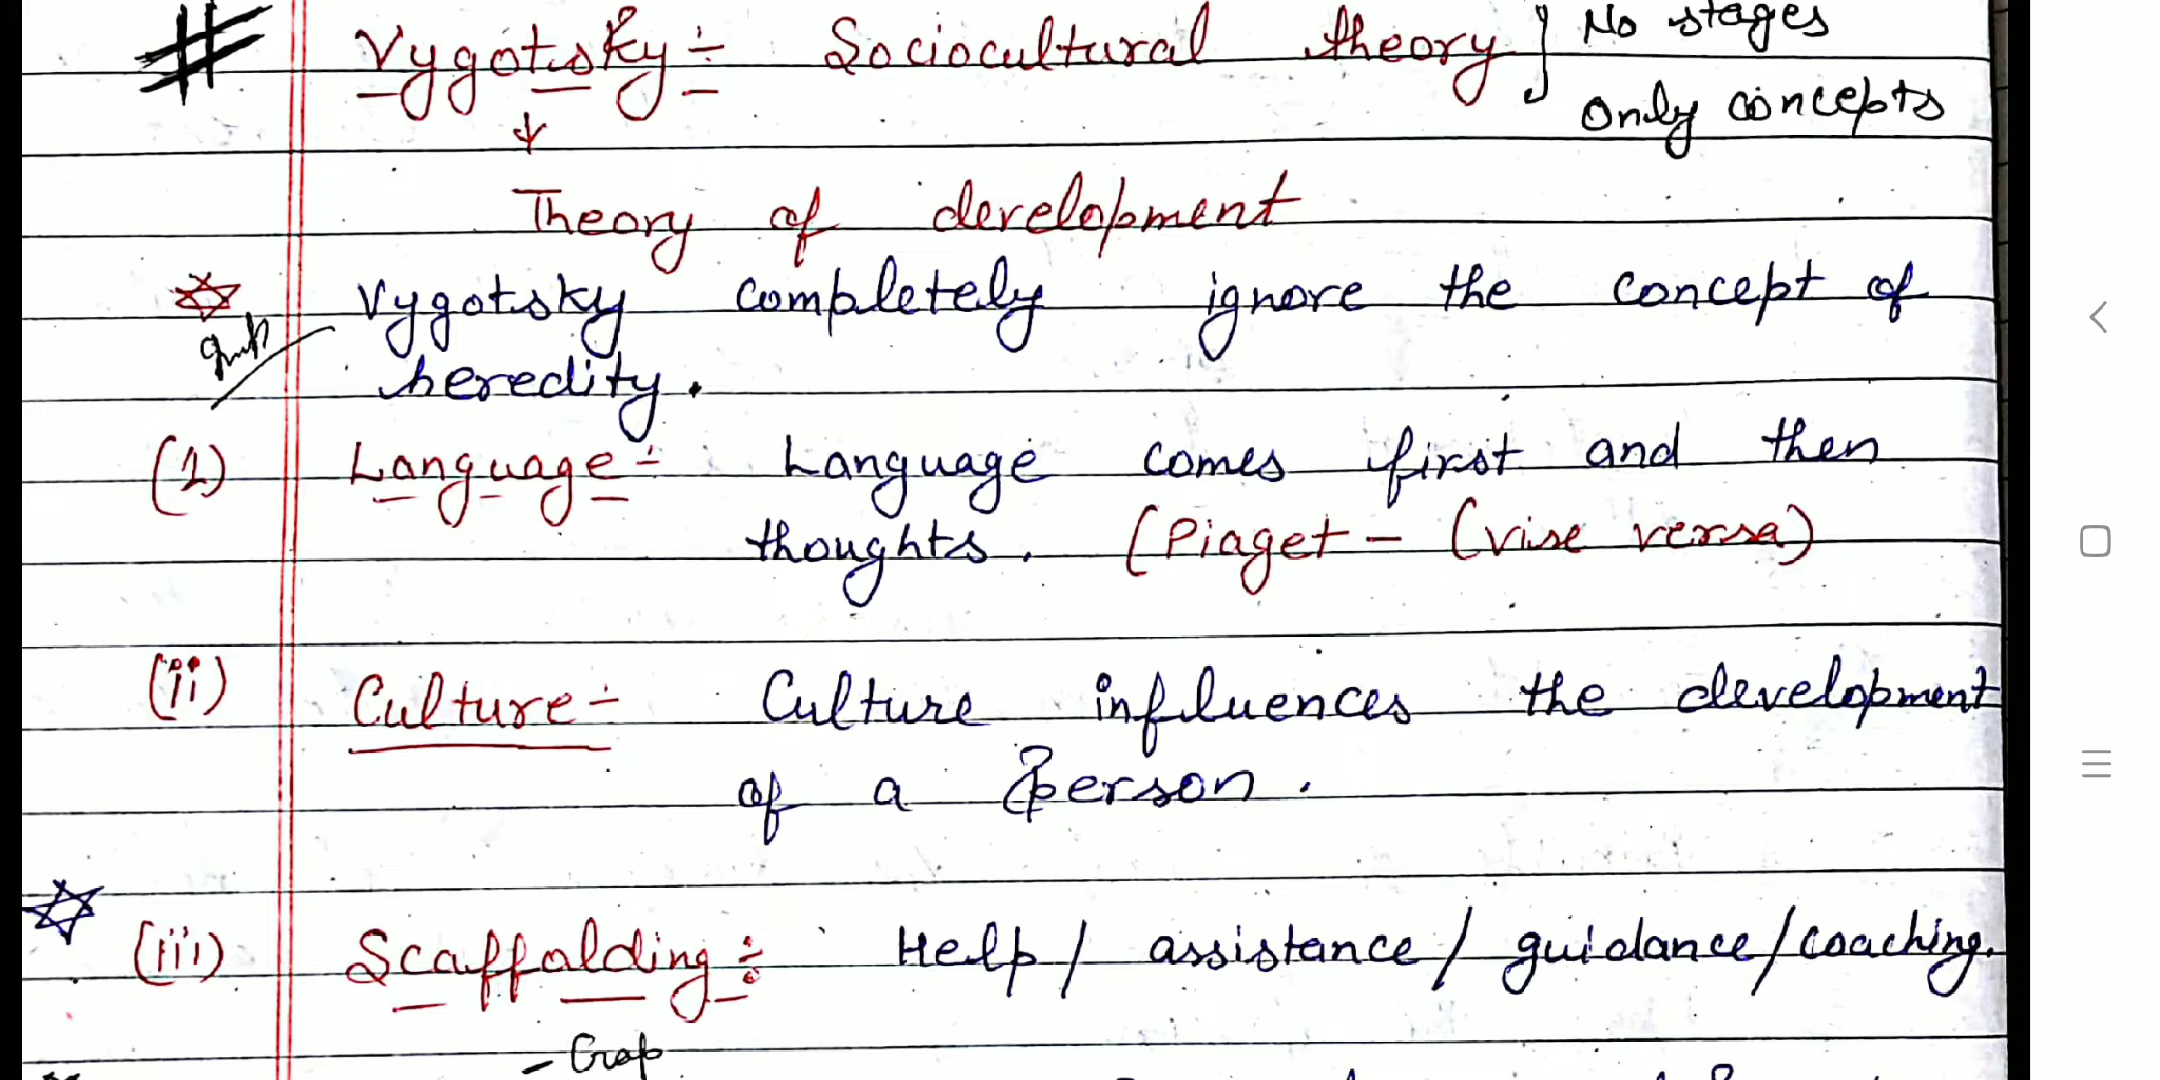 # Vygotsky :- Sociocultural theory } No stages
Only concepts
↓
Theory of development
Vygotsky completely ignore the concept of
heredity.
(1) Language :- Language comes first and then
thoughts. (Piaget - (vise versa)
(ii) Culture :- Culture influences the development
of a person.
(iii) Scaffolding :- Help / assistance / guidance / coaching.